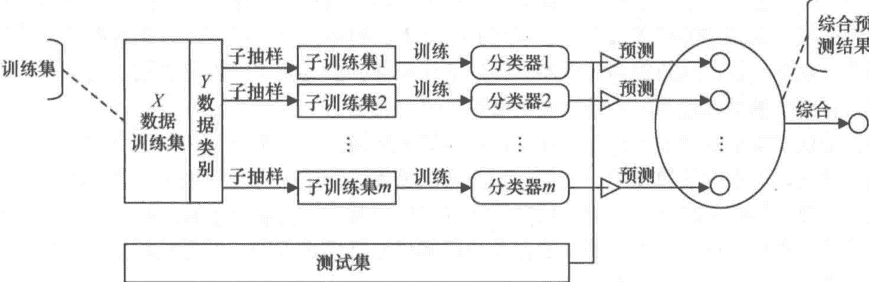 训练集
X
数据
训练集
Y
数
据
类
别
子抽样
子训练集1
训练
分类器1
预测
子抽样
子训练集2
训练
分类器2
预测
⋮
⋮
⋮
子抽样
子训练集m
训练
分类器m
预测
综合预
测结果
综合
测试集